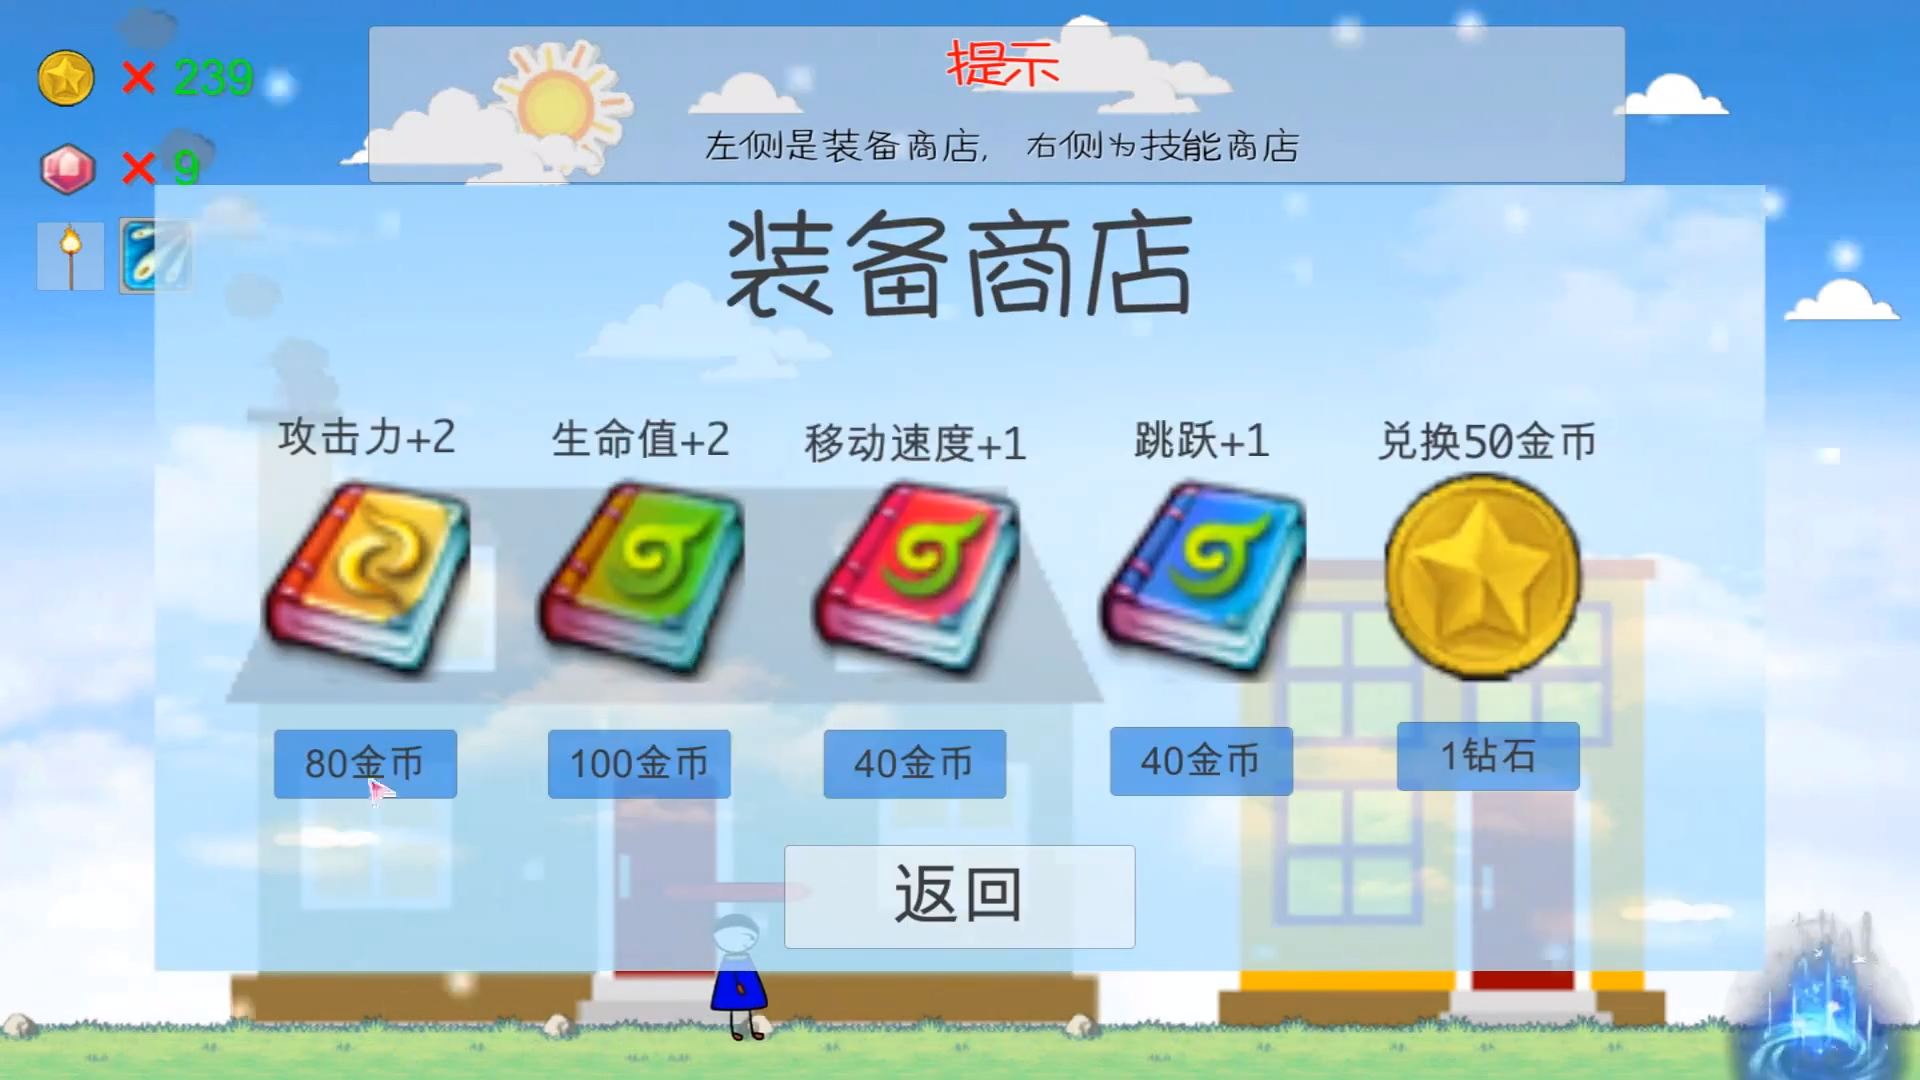 239
9
提示
左侧是装备商店, 右侧为技能商店
装备商店
攻击力+2
生命值+2
移动速度+1
跳跃+1
兑换50金币
80金币
100金币
40金币
40金币
1钻石
返回